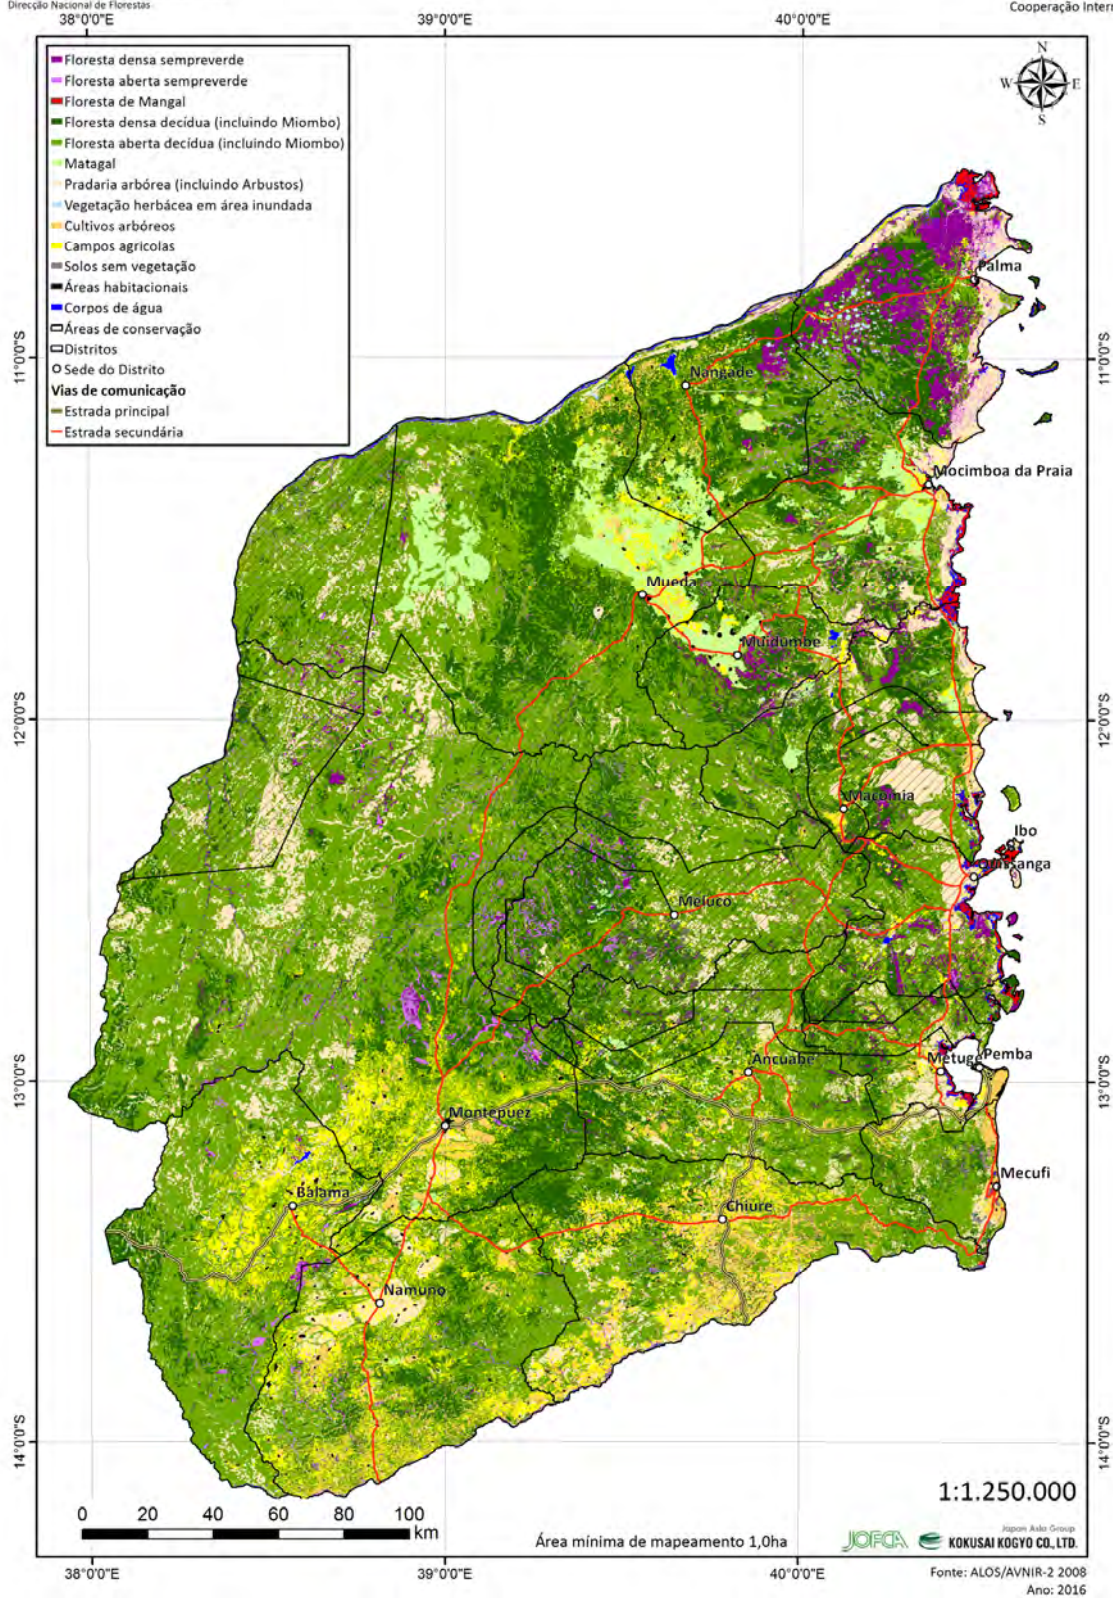 Direcção Nacional de Florestas
Cooperação Inter
38°0'0"E
39°0'0"E
40°0'0"E
Floresta densa sempreverde
Floresta aberta sempreverde
Floresta de Mangal
Floresta densa decídua (incluindo Miombo)
Floresta aberta decídua (incluindo Miombo)
Matagal
Pradaria arbórea (incluindo Arbustos)
Vegetação herbácea em área inundada
Cultivos arbóreos
Campos agricolas
Solos sem vegetação
Áreas habitacionais
Corpos de água
Áreas de conservação
Distritos
Sede do Distrito
Vias de comunicação
Estrada principal
Estrada secundária
N
W
E
S
Palma
11°0'0"S
11°0'0"S
Nangade
Mocimboa da Praia
Mueda
Muidumbe
12°0'0"S
12°0'0"S
Macomia
Ibo
Quissanga
Meluco
Ancuabe
Metuge
Pemba
13°0'0"S
13°0'0"S
Montepuez
Mecufi
Balama
Chiure
Namuno
14°0'0"S
14°0'0"S
1:1.250.000
0 20 40 60 80 100
km
Área mínima de mapeamento 1,0ha
JOFCA
Japan Asia Group
KOKUSAI KOGYO CO., LTD.
38°0'0"E
39°0'0"E
40°0'0"E
Fonte: ALOS/AVNIR-2 2008
Ano: 2016